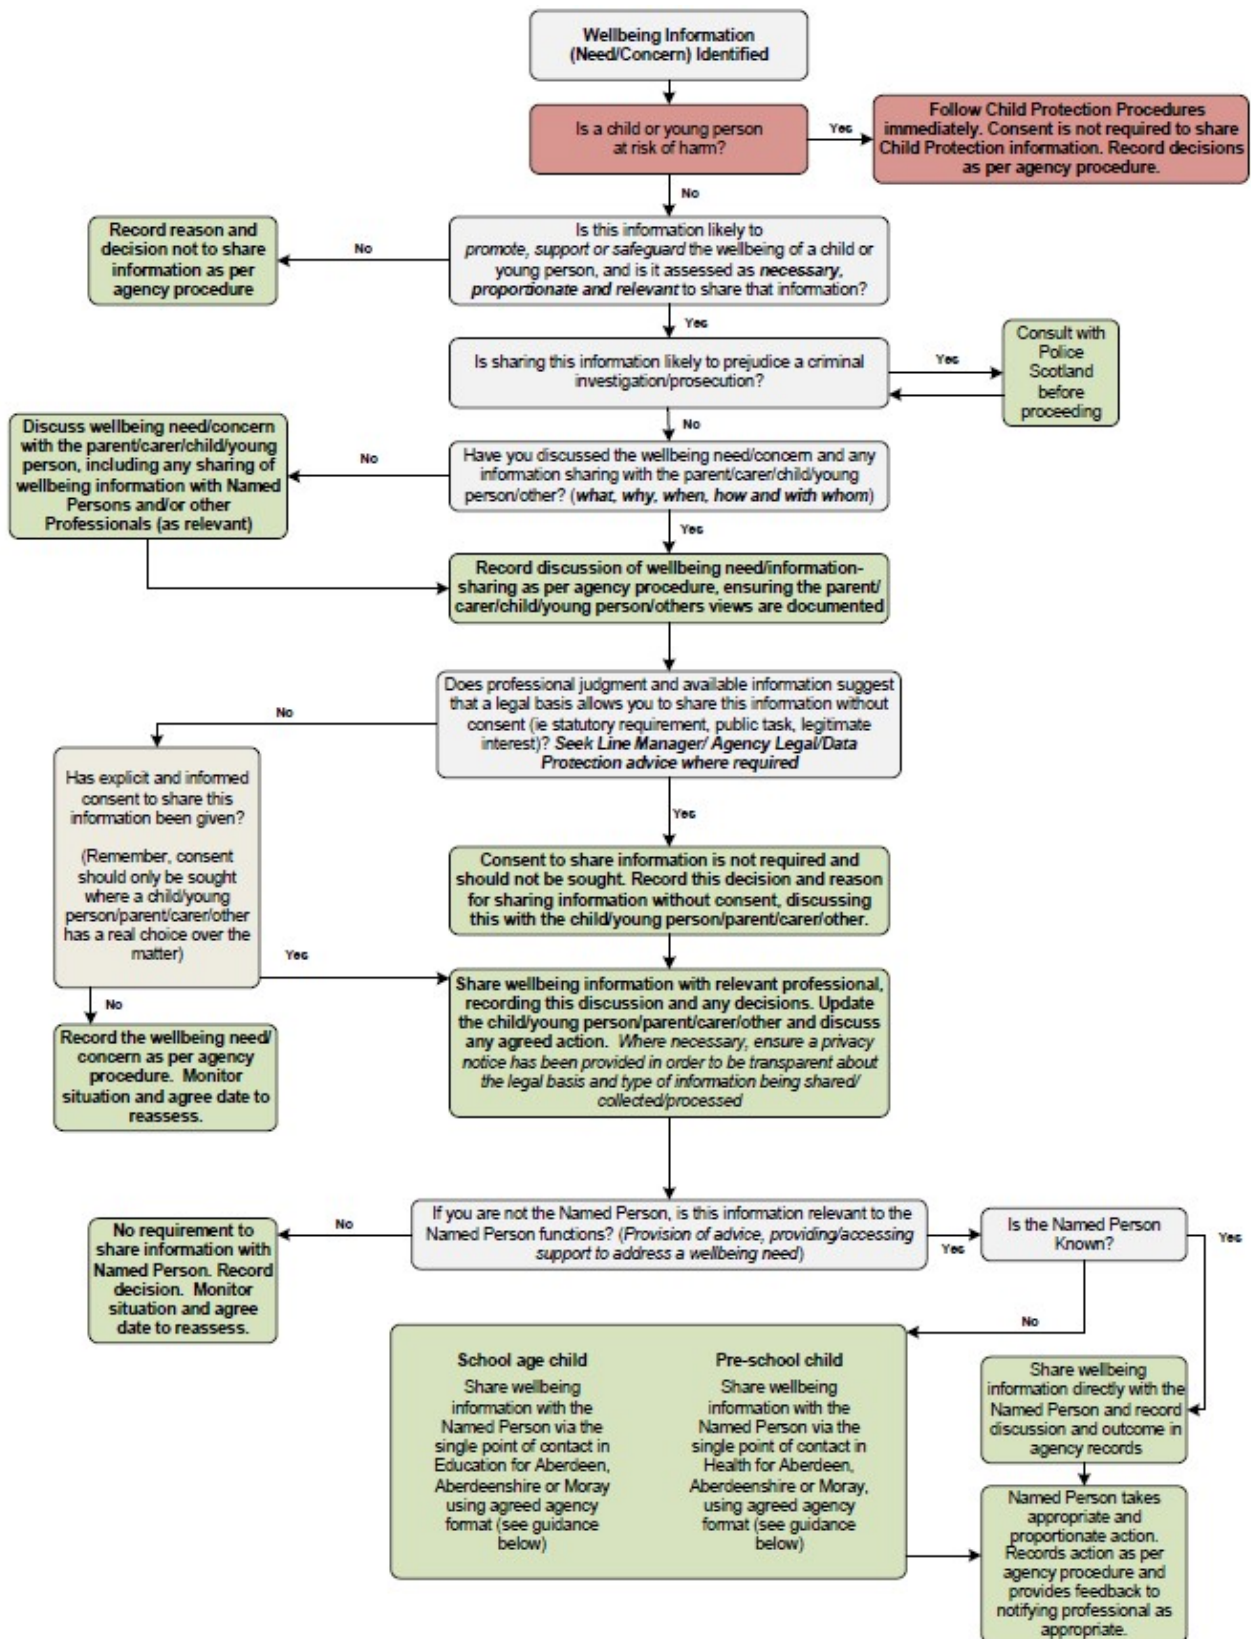 Wellbeing Information
(Need/Concern) Identified
Is a child or young person
at risk of harm?
Yes
Follow Child Protection Procedures
immediately. Consent is not required to share
Child Protection information. Record decisions
as per agency procedure.
No
Is this information likely to
promote, support or safeguard the wellbeing of a child or
young person, and is it assessed as necessary,
proportionate and relevant to share that information?
No
Record reason and
decision not to share
information as per
agency procedure
Yes
Is sharing this information likely to prejudice a criminal
investigation/prosecution?
Yes
Consult with
Police
Scotland
before
proceeding
No
Have you discussed the wellbeing need/concern and any
information sharing with the parent/carer/child/young
person/other? (what, why, when, how and with whom)
No
Discuss wellbeing need/concern
with the parent/carer/child/young
person, including any sharing of
wellbeing information with Named
Persons and/or other
Professionals (as relevant)
Yes
Record discussion of wellbeing need/information-
sharing as per agency procedure, ensuring the parent/
carer/child/young person/others views are documented
Does professional judgment and available information suggest
that a legal basis allows you to share this information without
consent (ie statutory requirement, public task, legitimate
interest)? Seek Line Manager/ Agency Legal/Data
Protection advice where required
No
Has explicit and informed
consent to share this
information been given?
(Remember, consent
should only be sought
where a child/young
person/parent/carer/other
has a real choice over the
matter)
Yes
Consent to share information is not required and
should not be sought. Record this decision and reason
for sharing information without consent, discussing
this with the child/young person/parent/carer/other.
Yes
No
Record the wellbeing need/
concern as per agency
procedure. Monitor
situation and agree date to
reassess.
Share wellbeing information with relevant professional,
recording this discussion and any decisions. Update
the child/young person/parent/carer/other and discuss
any agreed action. Where necessary, ensure a privacy
notice has been provided in order to be transparent about
the legal basis and type of information being shared/
collected/processed
If you are not the Named Person, is this information relevant to the
Named Person functions? (Provision of advice, providing/accessing
support to address a wellbeing need)
No
No requirement to
share information with
Named Person. Record
decision. Monitor
situation and agree
date to reassess.
Yes
Is the Named Person
Known?
Yes
No
School age child
Share wellbeing
information with the
Named Person via the
single point of contact in
Education for Aberdeen,
Aberdeenshire or Moray
using agreed agency
format (see guidance
below)
Pre-school child
Share wellbeing
information with the
Named Person via the
single point of contact in
Health for Aberdeen,
Aberdeenshire or Moray,
using agreed agency
format (see guidance
below)
Share wellbeing
information directly with the
Named Person and record
discussion and outcome in
agency records
Named Person takes
appropriate and
proportionate action.
Records action as per
agency procedure and
provides feedback to
notifying professional as
appropriate.